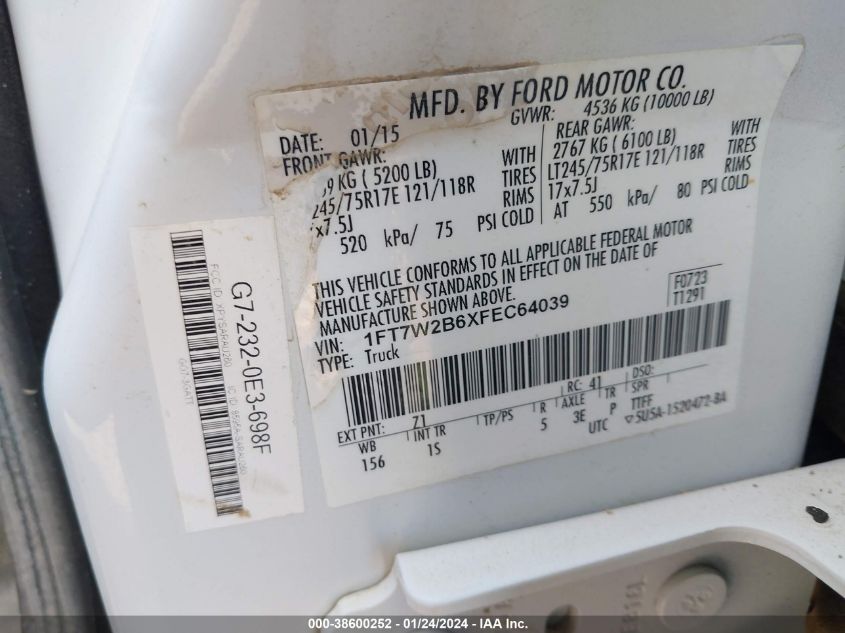 MFD. BY FORD MOTOR CO.
DATE: 01/15 GVWR: 4536 KG (10000 LB)
FRONT GAWR: REAR GAWR:
9 KG ( 5200 LB) WITH 2767 KG ( 6100 LB) WITH
245/75R17E 121/118R TIRES LT245/75R17E 121/118R TIRES
x7.5J RIMS 17x7.5J RIMS
520 kPa/ 75 PSI COLD AT 550 kPa/ 80 PSI COLD
THIS VEHICLE CONFORMS TO ALL APPLICABLE FEDERAL MOTOR
VEHICLE SAFETY STANDARDS IN EFFECT ON THE DATE OF
MANUFACTURE SHOWN ABOVE.
VIN: 1FT7W2B6XFEC64039
TYPE: Truck
F0723
T1291
EXT PNT: Z1 RC: 41 DSO:
WB INT TR TP/PS R AXLE TR SPR
156 1S 5 3E P TTFF
UTC 5U5A-1520472-BA
G7-232-0E3-698F
000-38600252 - 01/24/2024 - IAA Inc.